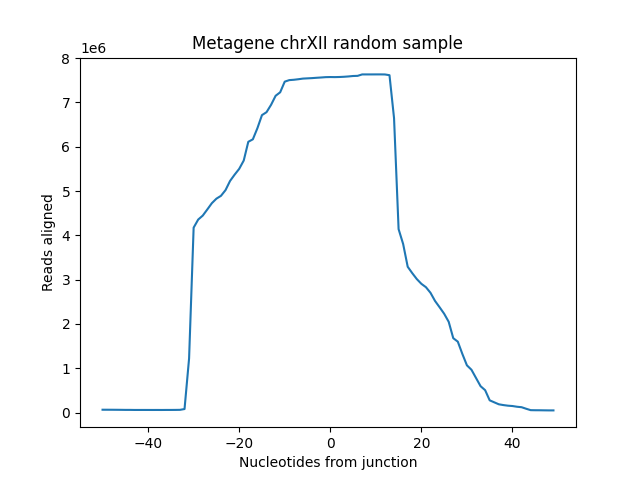 Metagene chrXII random sample
1e6
8
7
6
5
4
3
2
1
0
Reads aligned
−40 −20 0 20 40
Nucleotides from junction